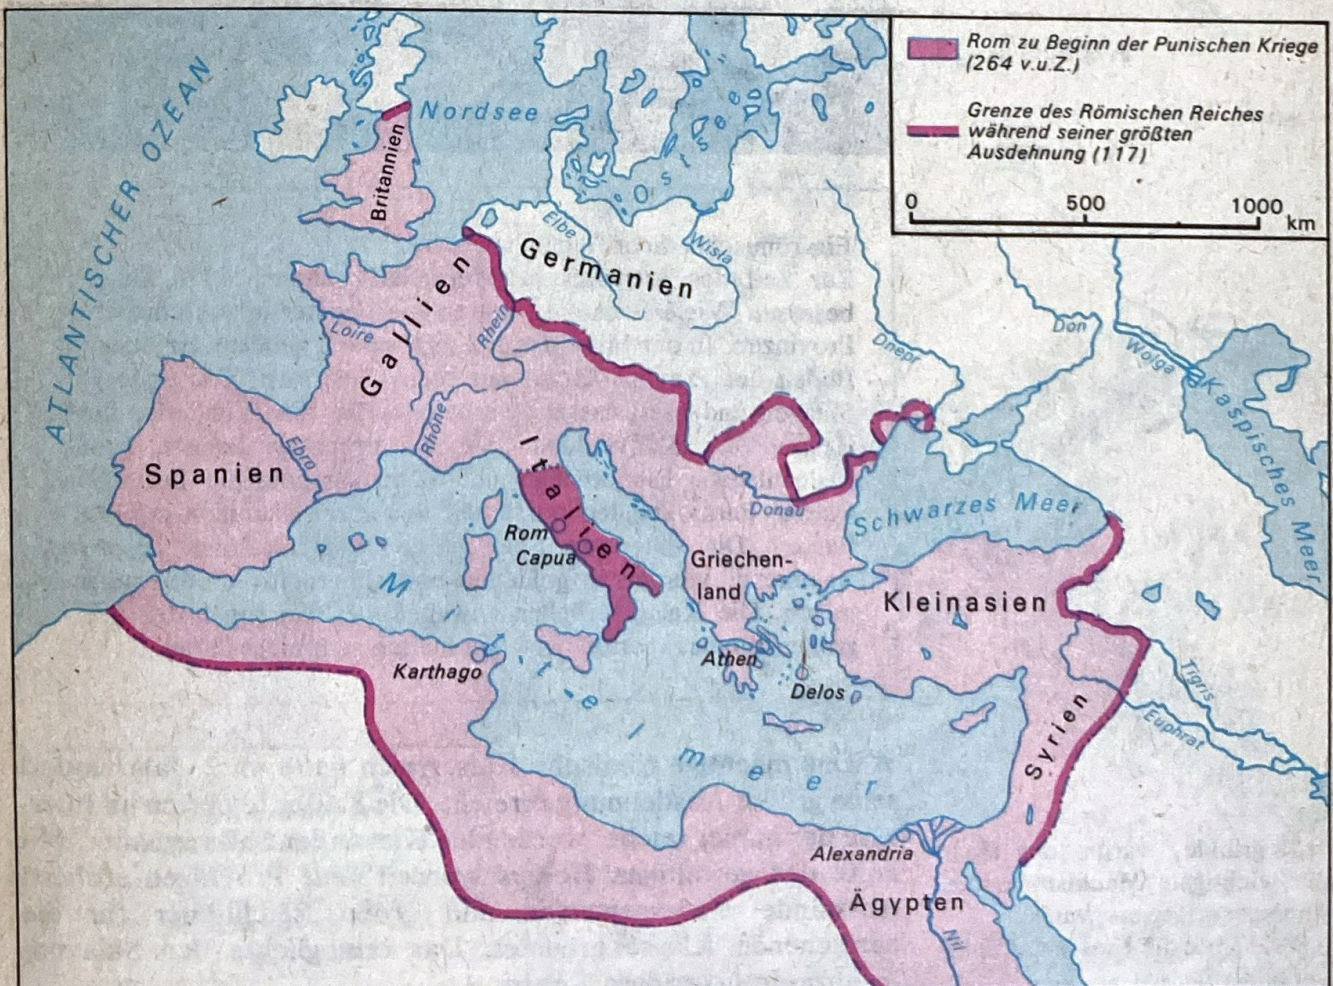 Rom zu Beginn der Punischen Kriege
(264 v.u.Z.)
Grenze des Römischen Reiches
während seiner größten
Ausdehnung (117)
0 500 1000 km
ATLANTISCHER OZEAN
Nordsee
Ostsee
Britannien
Elbe
Wisla
Germanien
Gallien
Rhein
Loire
Rhône
Dnepr
Don
Wolga
Kaspisches Meer
Spanien
Ebro
Italien
Rom
Capua
Donau
Schwarzes Meer
Griechen-
land
Kleinasien
Mittelmeer
Karthago
Athen
Delos
Tigris
Euphrat
Syrien
Alexandria
Ägypten
Nil